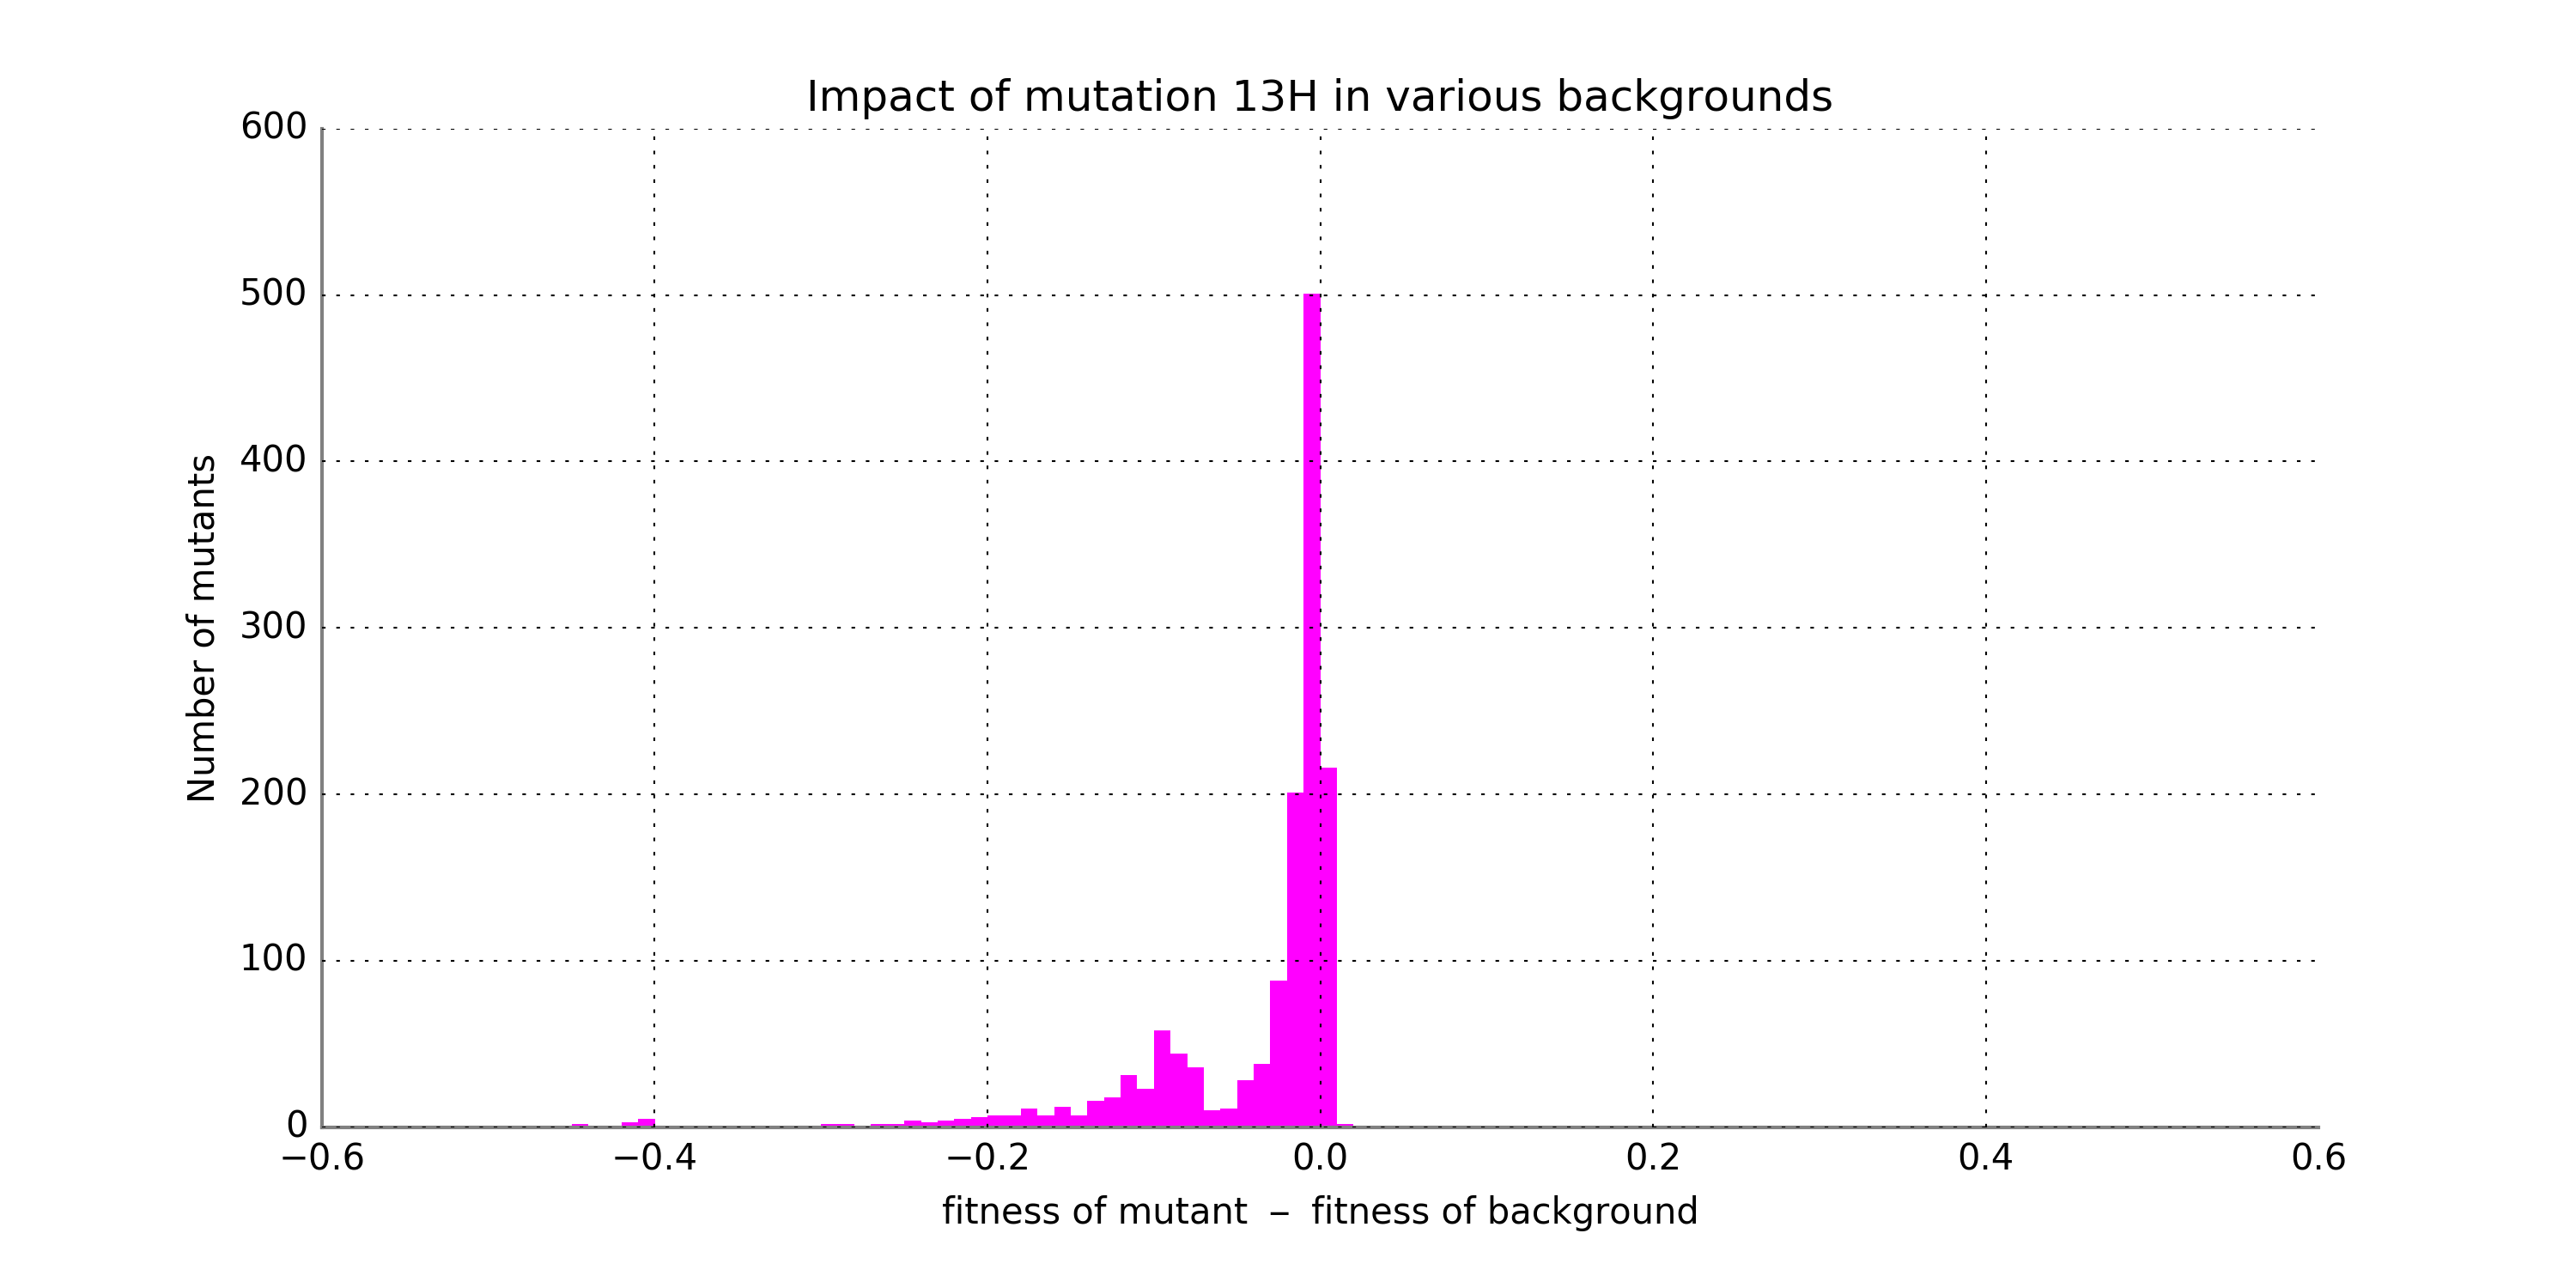 Impact of mutation 13H in various backgrounds
600
500
400
300
200
100
0
Number of mutants
−0.6 −0.4 −0.2 0.0 0.2 0.4 0.6
fitness of mutant − fitness of background